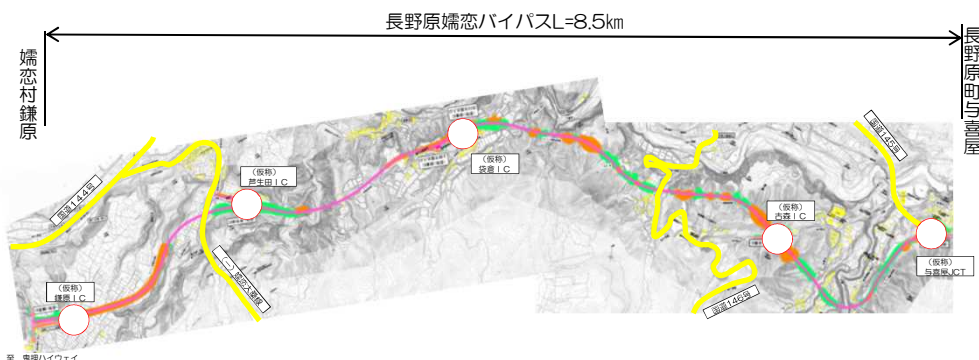 長野原嬬恋バイパスL=8.5km
嬬恋村鎌原
長野原町与喜屋
国道144号
(仮称)
芦生田IC
(仮称)
袋倉IC
国道145号
(仮称)
古森IC
(仮称)
与喜屋JCT
(仮称)
鎌原IC
国道146号
至 鬼押ハイウェイ